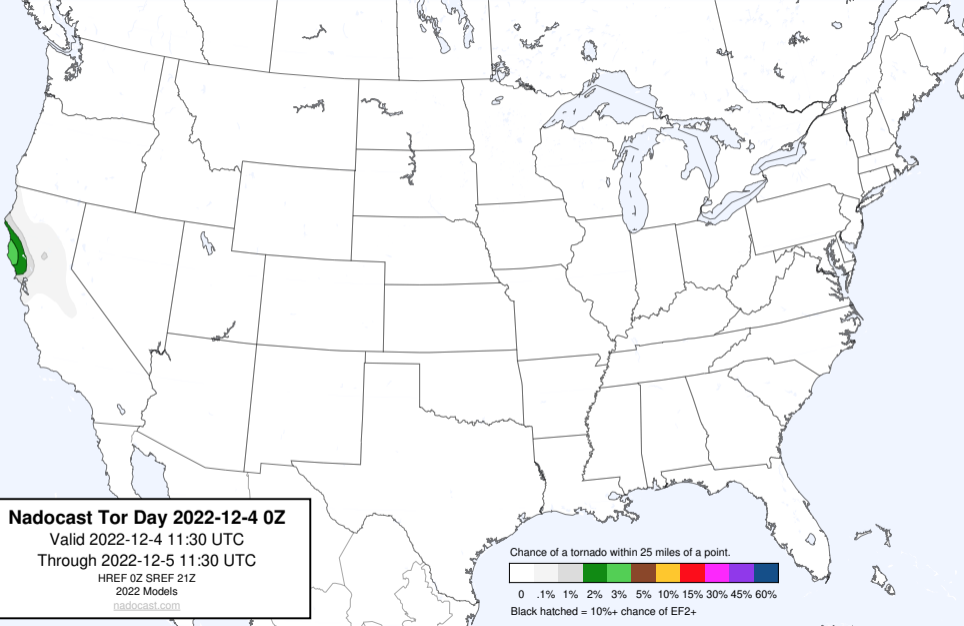 Nadocast Tor Day 2022-12-4 0Z
Valid 2022-12-4 11:30 UTC
Through 2022-12-5 11:30 UTC
HREF 0Z SREF 21Z
2022 Models
nadocast.com
Chance of a tornado within 25 miles of a point.
0 .1% 1% 2% 3% 5% 10% 15% 30% 45% 60%
Black hatched = 10%+ chance of EF2+